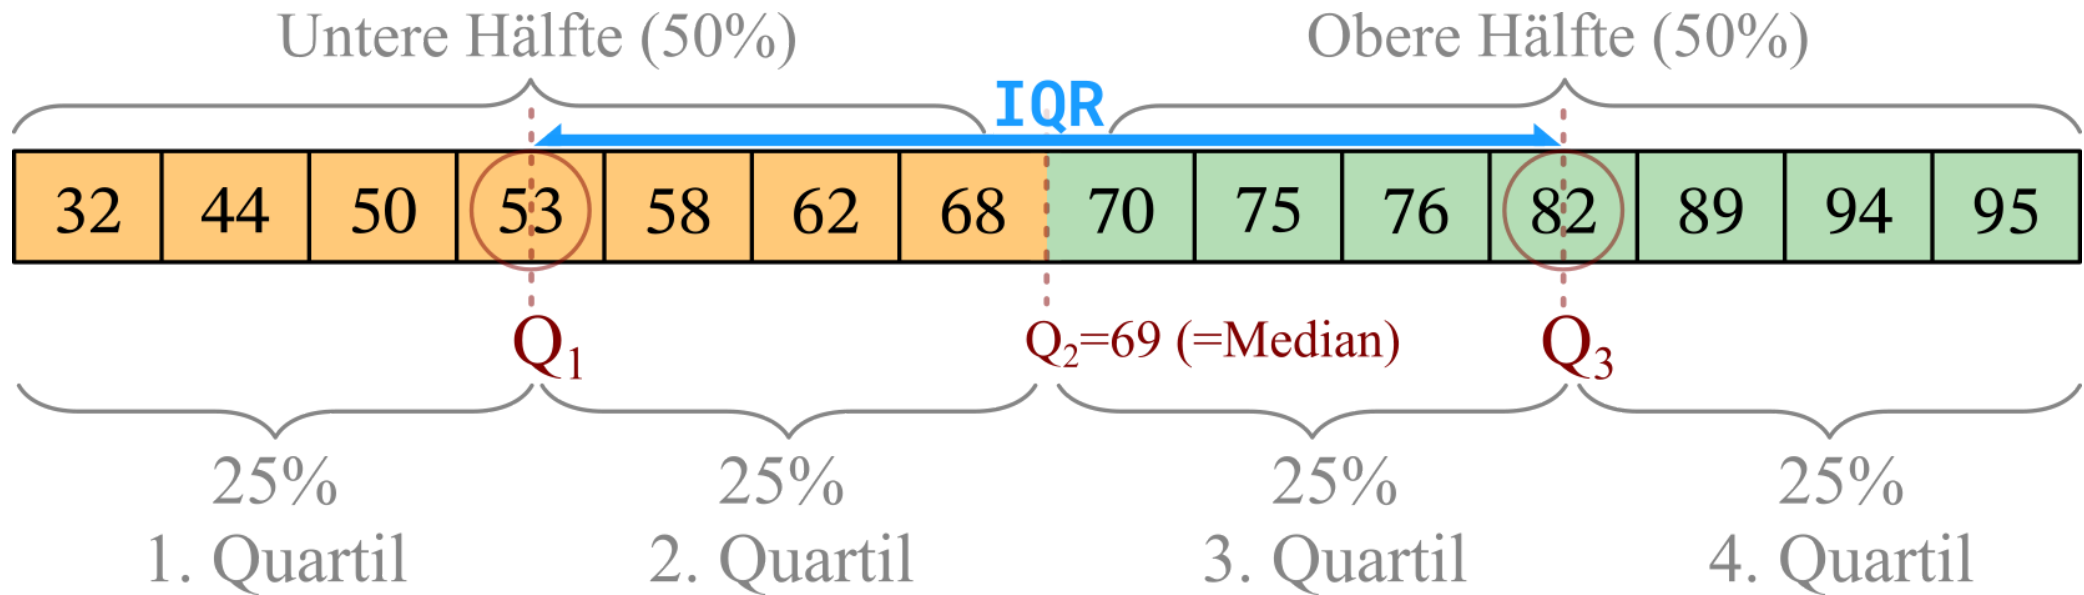 Untere Hälfte (50%) Obere Hälfte (50%)
IQR
32 44 50 53 58 62 68 70 75 76 82 89 94 95
Q₁ Q₂=69 (=Median) Q₃
25% 25% 25% 25%
1. Quartil 2. Quartil 3. Quartil 4. Quartil